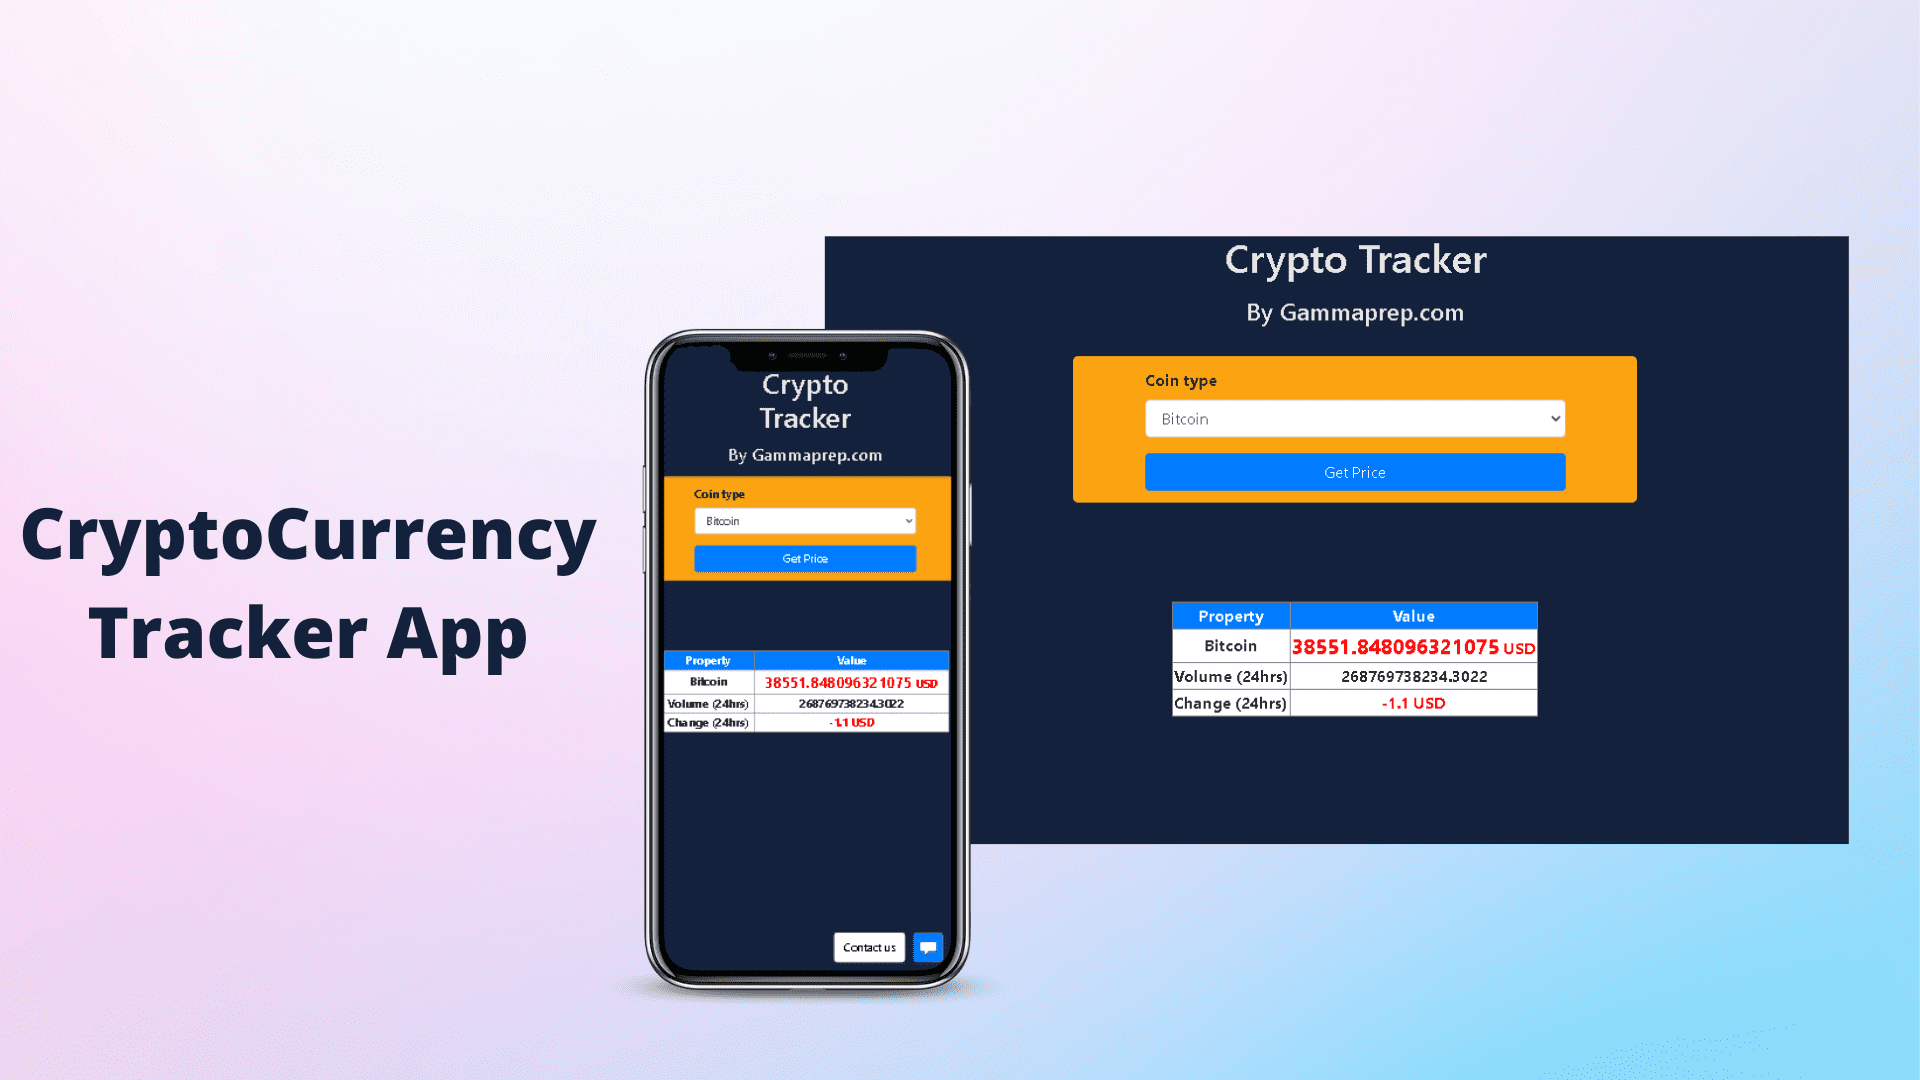 CryptoCurrency
Tracker App
Crypto
Tracker
By Gammaprep.com
Coin type
Bitcoin
Get Price
Property Value
Bitcoin 38551.848096321075 USD
Volume (24hrs) 268769738234.3022
Change (24hrs) -1.1 USD
Contact us
Crypto Tracker
By Gammaprep.com
Coin type
Bitcoin
Get Price
Property Value
Bitcoin 38551.848096321075 USD
Volume (24hrs) 268769738234.3022
Change (24hrs) -1.1 USD